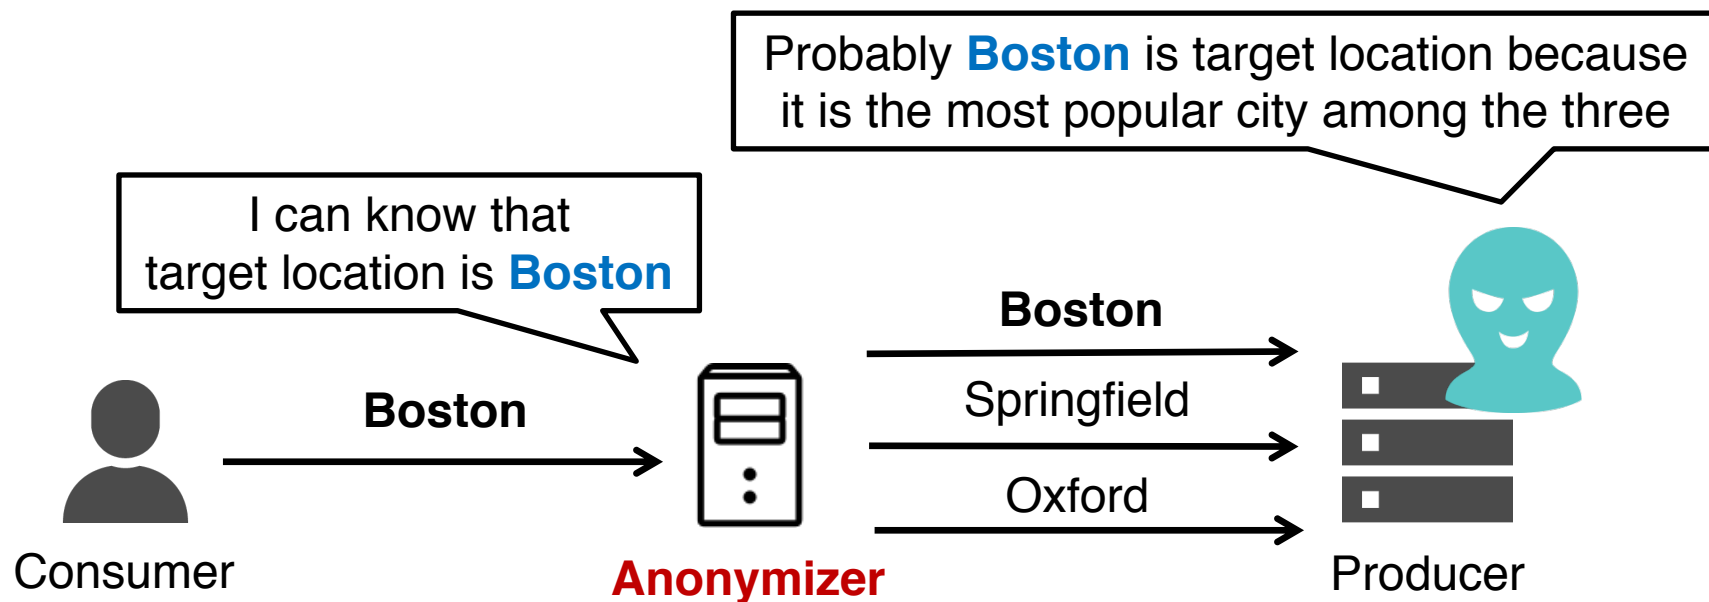 Probably Boston is target location because
it is the most popular city among the three
I can know that
target location is Boston
Boston
Boston
Springfield
Oxford
Consumer
Anonymizer
Producer